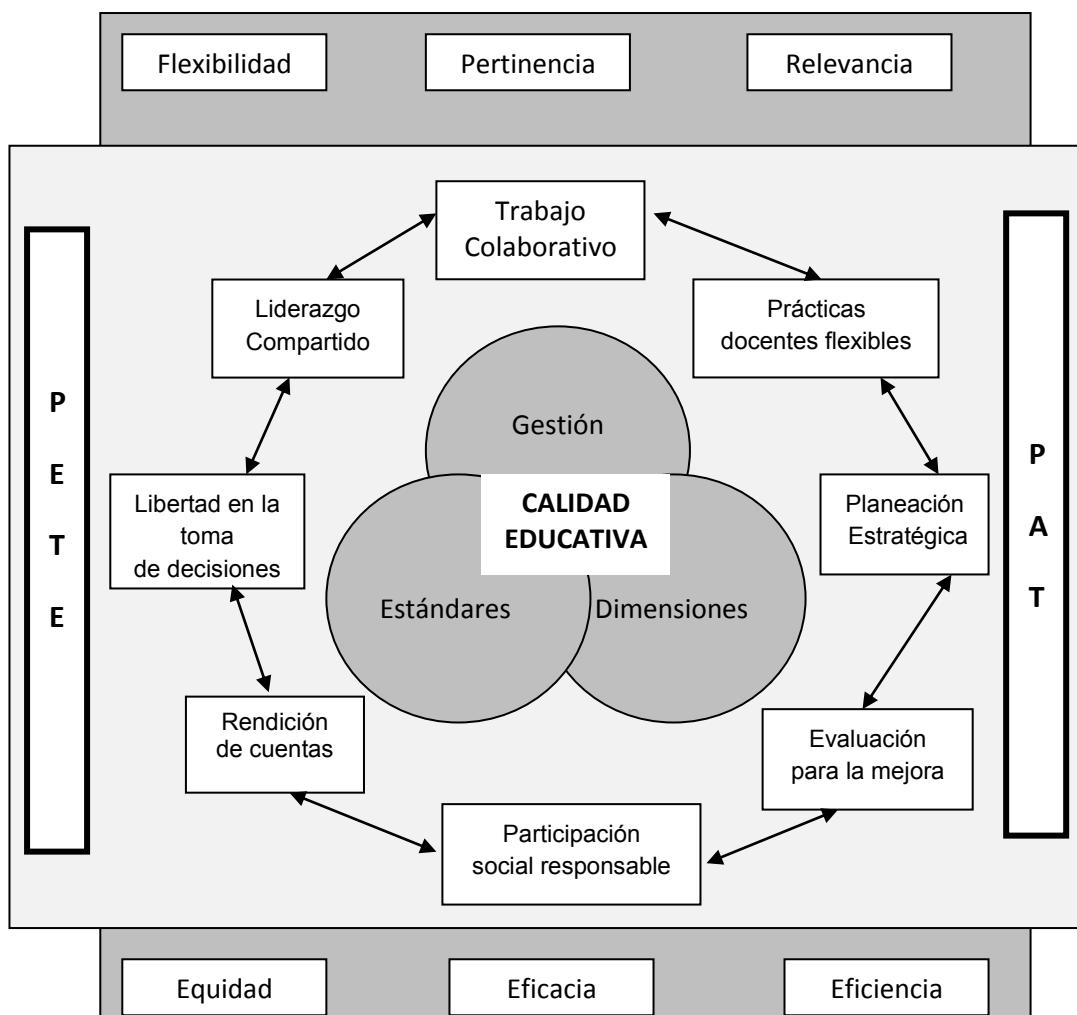 Flexibilidad
Pertinencia
Relevancia
Trabajo
Colaborativo
Liderazgo
Compartido
Prácticas
docentes flexibles
P
E
T
E
Gestión
P
A
T
Libertad en la
toma
de decisiones
CALIDAD
EDUCATIVA
Planeación
Estratégica
Estándares
Dimensiones
Rendición
de cuentas
Evaluación
para la mejora
Participación
social responsable
Equidad
Eficacia
Eficiencia